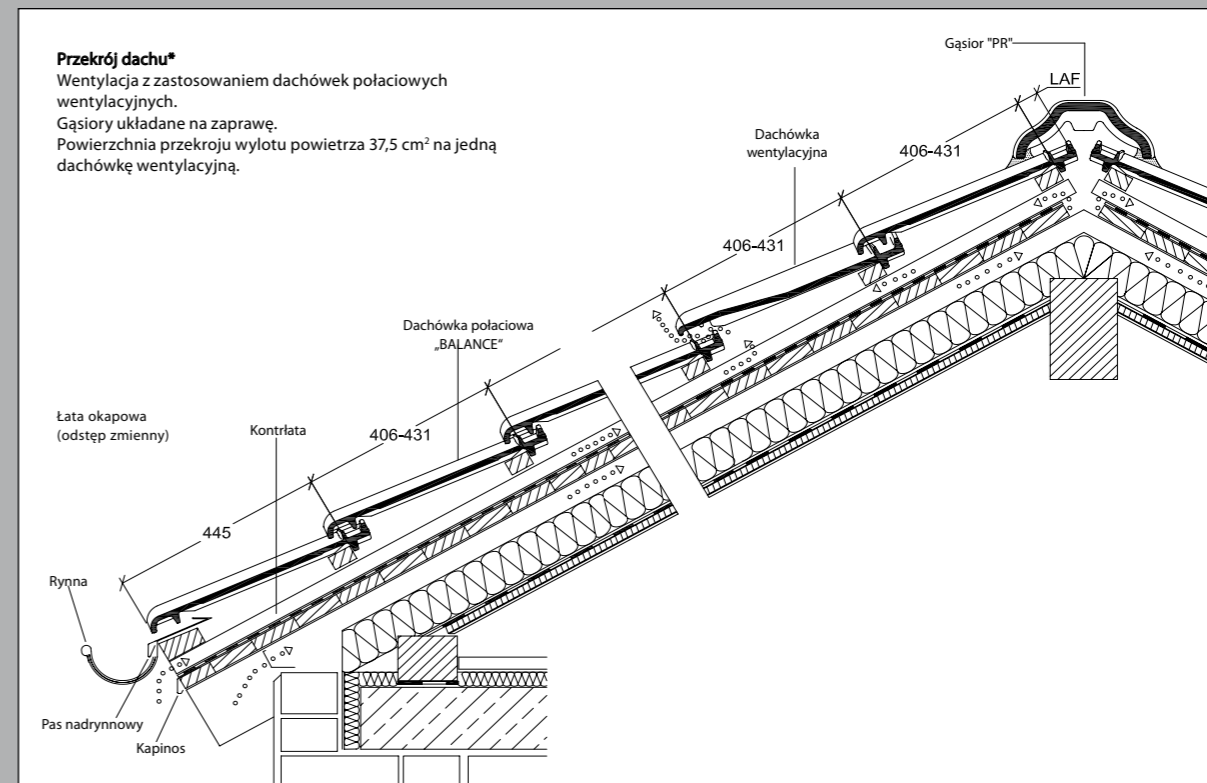 Przekrój dachu*
Wentylacja z zastosowaniem dachówek połaciowych
wentylacyjnych.
Gąsiory układane na zaprawę.
Powierzchnia przekroju wylotu powietrza 37,5 cm² na jedną
dachówkę wentylacyjną.
Gąsior "PR"
LAF
Dachówka
wentylacyjna
406-431
406-431
Dachówka połaciowa
„BALANCE“
Łata okapowa
(odstęp zmienny)
Kontrłata
406-431
445
Rynna
Pas nadrynnowy
Kapinos